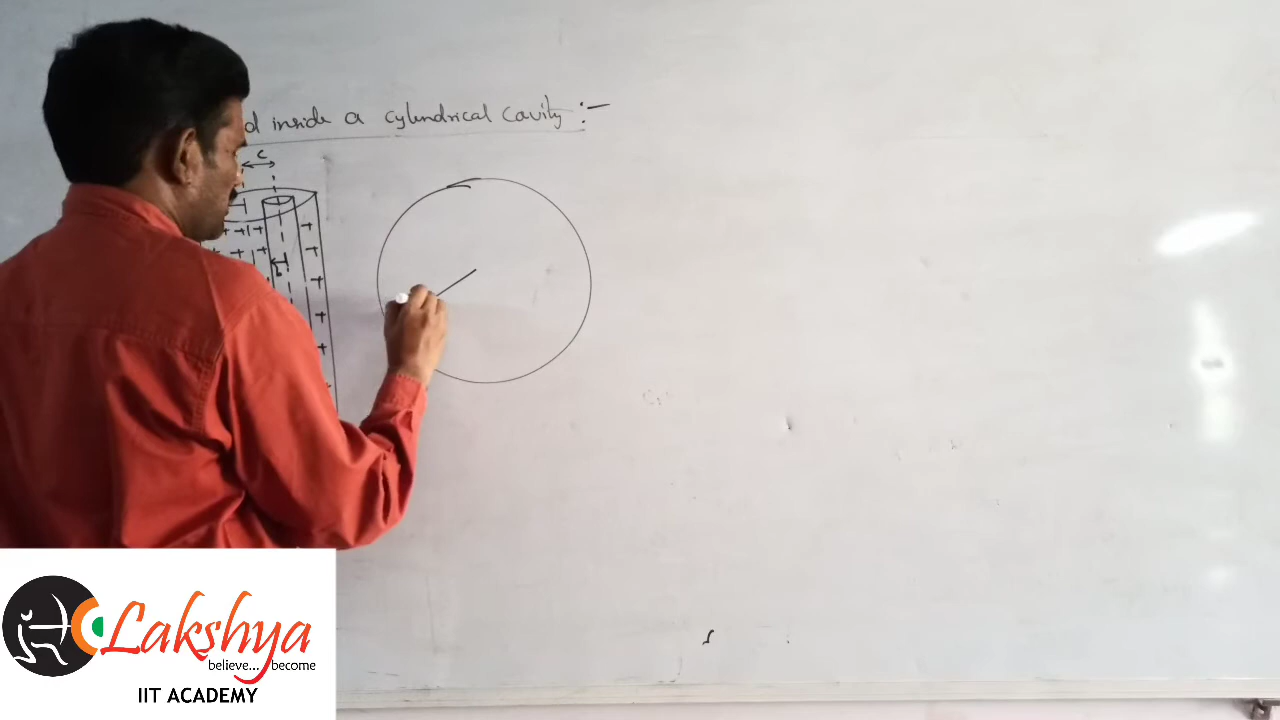 inside a cylindrical cavity :-
c
b
Lakshya
believe... become
IIT ACADEMY